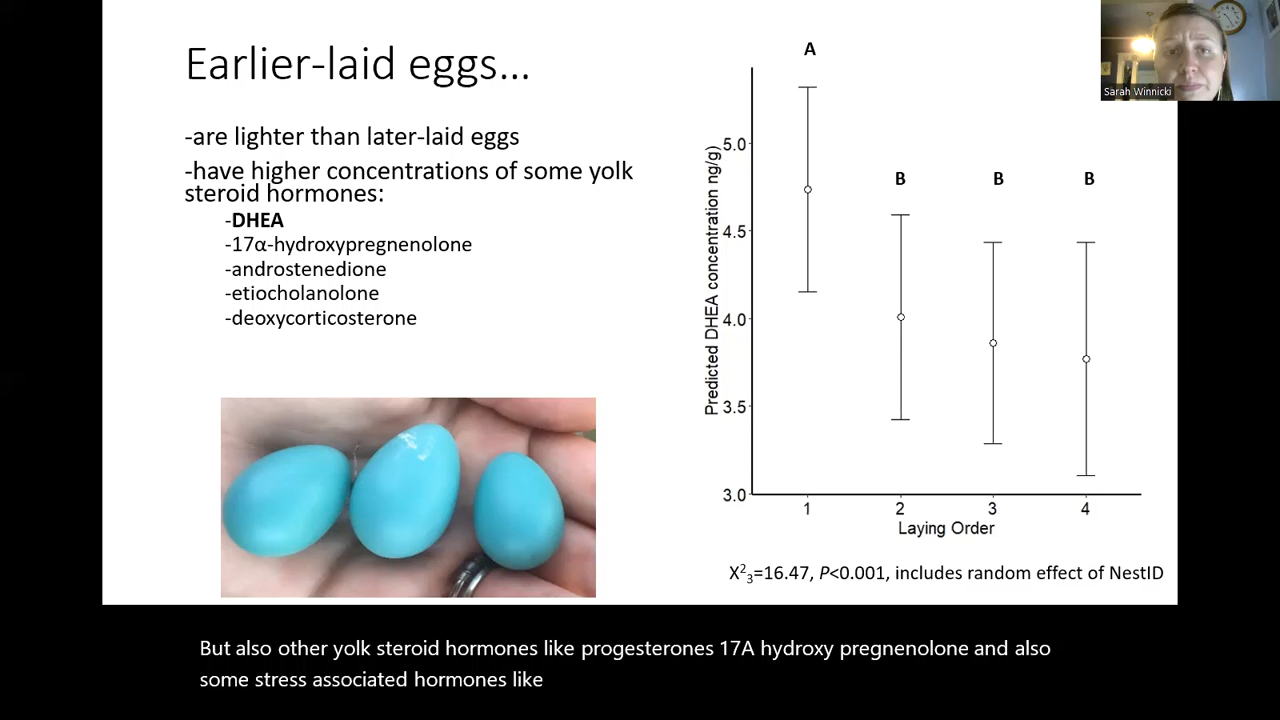 Earlier-laid eggs...
-are lighter than later-laid eggs
-have higher concentrations of some yolk
steroid hormones:
-DHEA
-17α-hydroxypregnenolone
-androstenedione
-etiocholanolone
-deoxycorticosterone
A
B
B
B
Predicted DHEA concentration ng/g)
5.0
4.5
4.0
3.5
3.0
1 2 3 4
Laying Order
X²₃=16.47, P<0.001, includes random effect of NestID
Sarah Winnicki
But also other yolk steroid hormones like progesterones 17A hydroxy pregnenolone and also
some stress associated hormones like